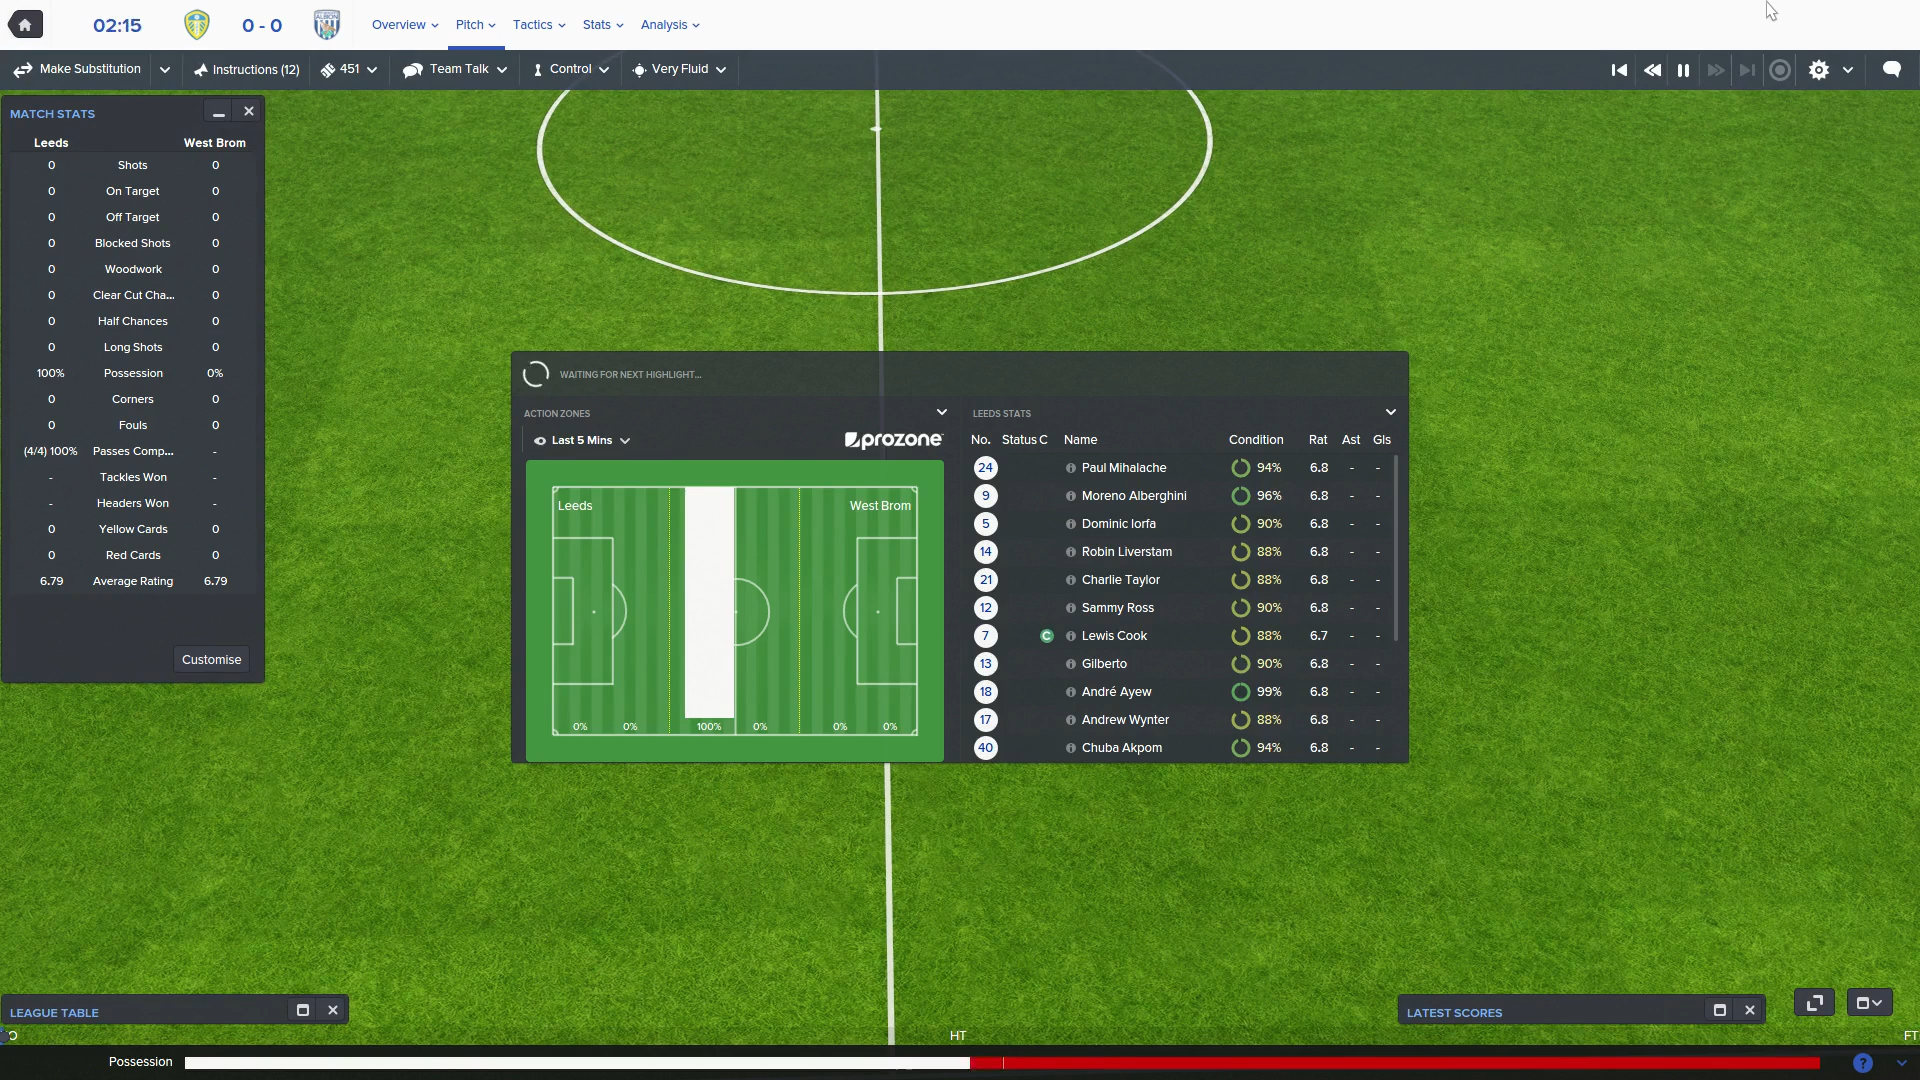 02:15 0 - 0 Overview Pitch Tactics Stats Analysis
Make Substitution Instructions (12) 451 Team Talk Control Very Fluid
MATCH STATS
Leeds West Brom
0 Shots 0
0 On Target 0
0 Off Target 0
0 Blocked Shots 0
0 Woodwork 0
0 Clear Cut Cha... 0
0 Half Chances 0
0 Long Shots 0
100% Possession 0%
0 Corners 0
0 Fouls 0
(4/4) 100% Passes Comp... -
- Tackles Won -
- Headers Won -
0 Yellow Cards 0
0 Red Cards 0
6.79 Average Rating 6.79
Customise
WAITING FOR NEXT HIGHLIGHT...
ACTION ZONES
Last 5 Mins prozone
Leeds West Brom
0% 0% 100% 0% 0% 0%
LEEDS STATS
No. Status C Name Condition Rat Ast Gls
24 Paul Mihalache 94% 6.8 - -
9 Moreno Alberghini 96% 6.8 - -
5 Dominic Iorfa 90% 6.8 - -
14 Robin Liverstam 88% 6.8 - -
21 Charlie Taylor 88% 6.8 - -
12 Sammy Ross 90% 6.8 - -
7 C Lewis Cook 88% 6.7 - -
13 Gilberto 90% 6.8 - -
18 André Ayew 99% 6.8 - -
17 Andrew Wynter 88% 6.8 - -
40 Chuba Akpom 94% 6.8 - -
LEAGUE TABLE
LATEST SCORES
HT FT
Possession ?